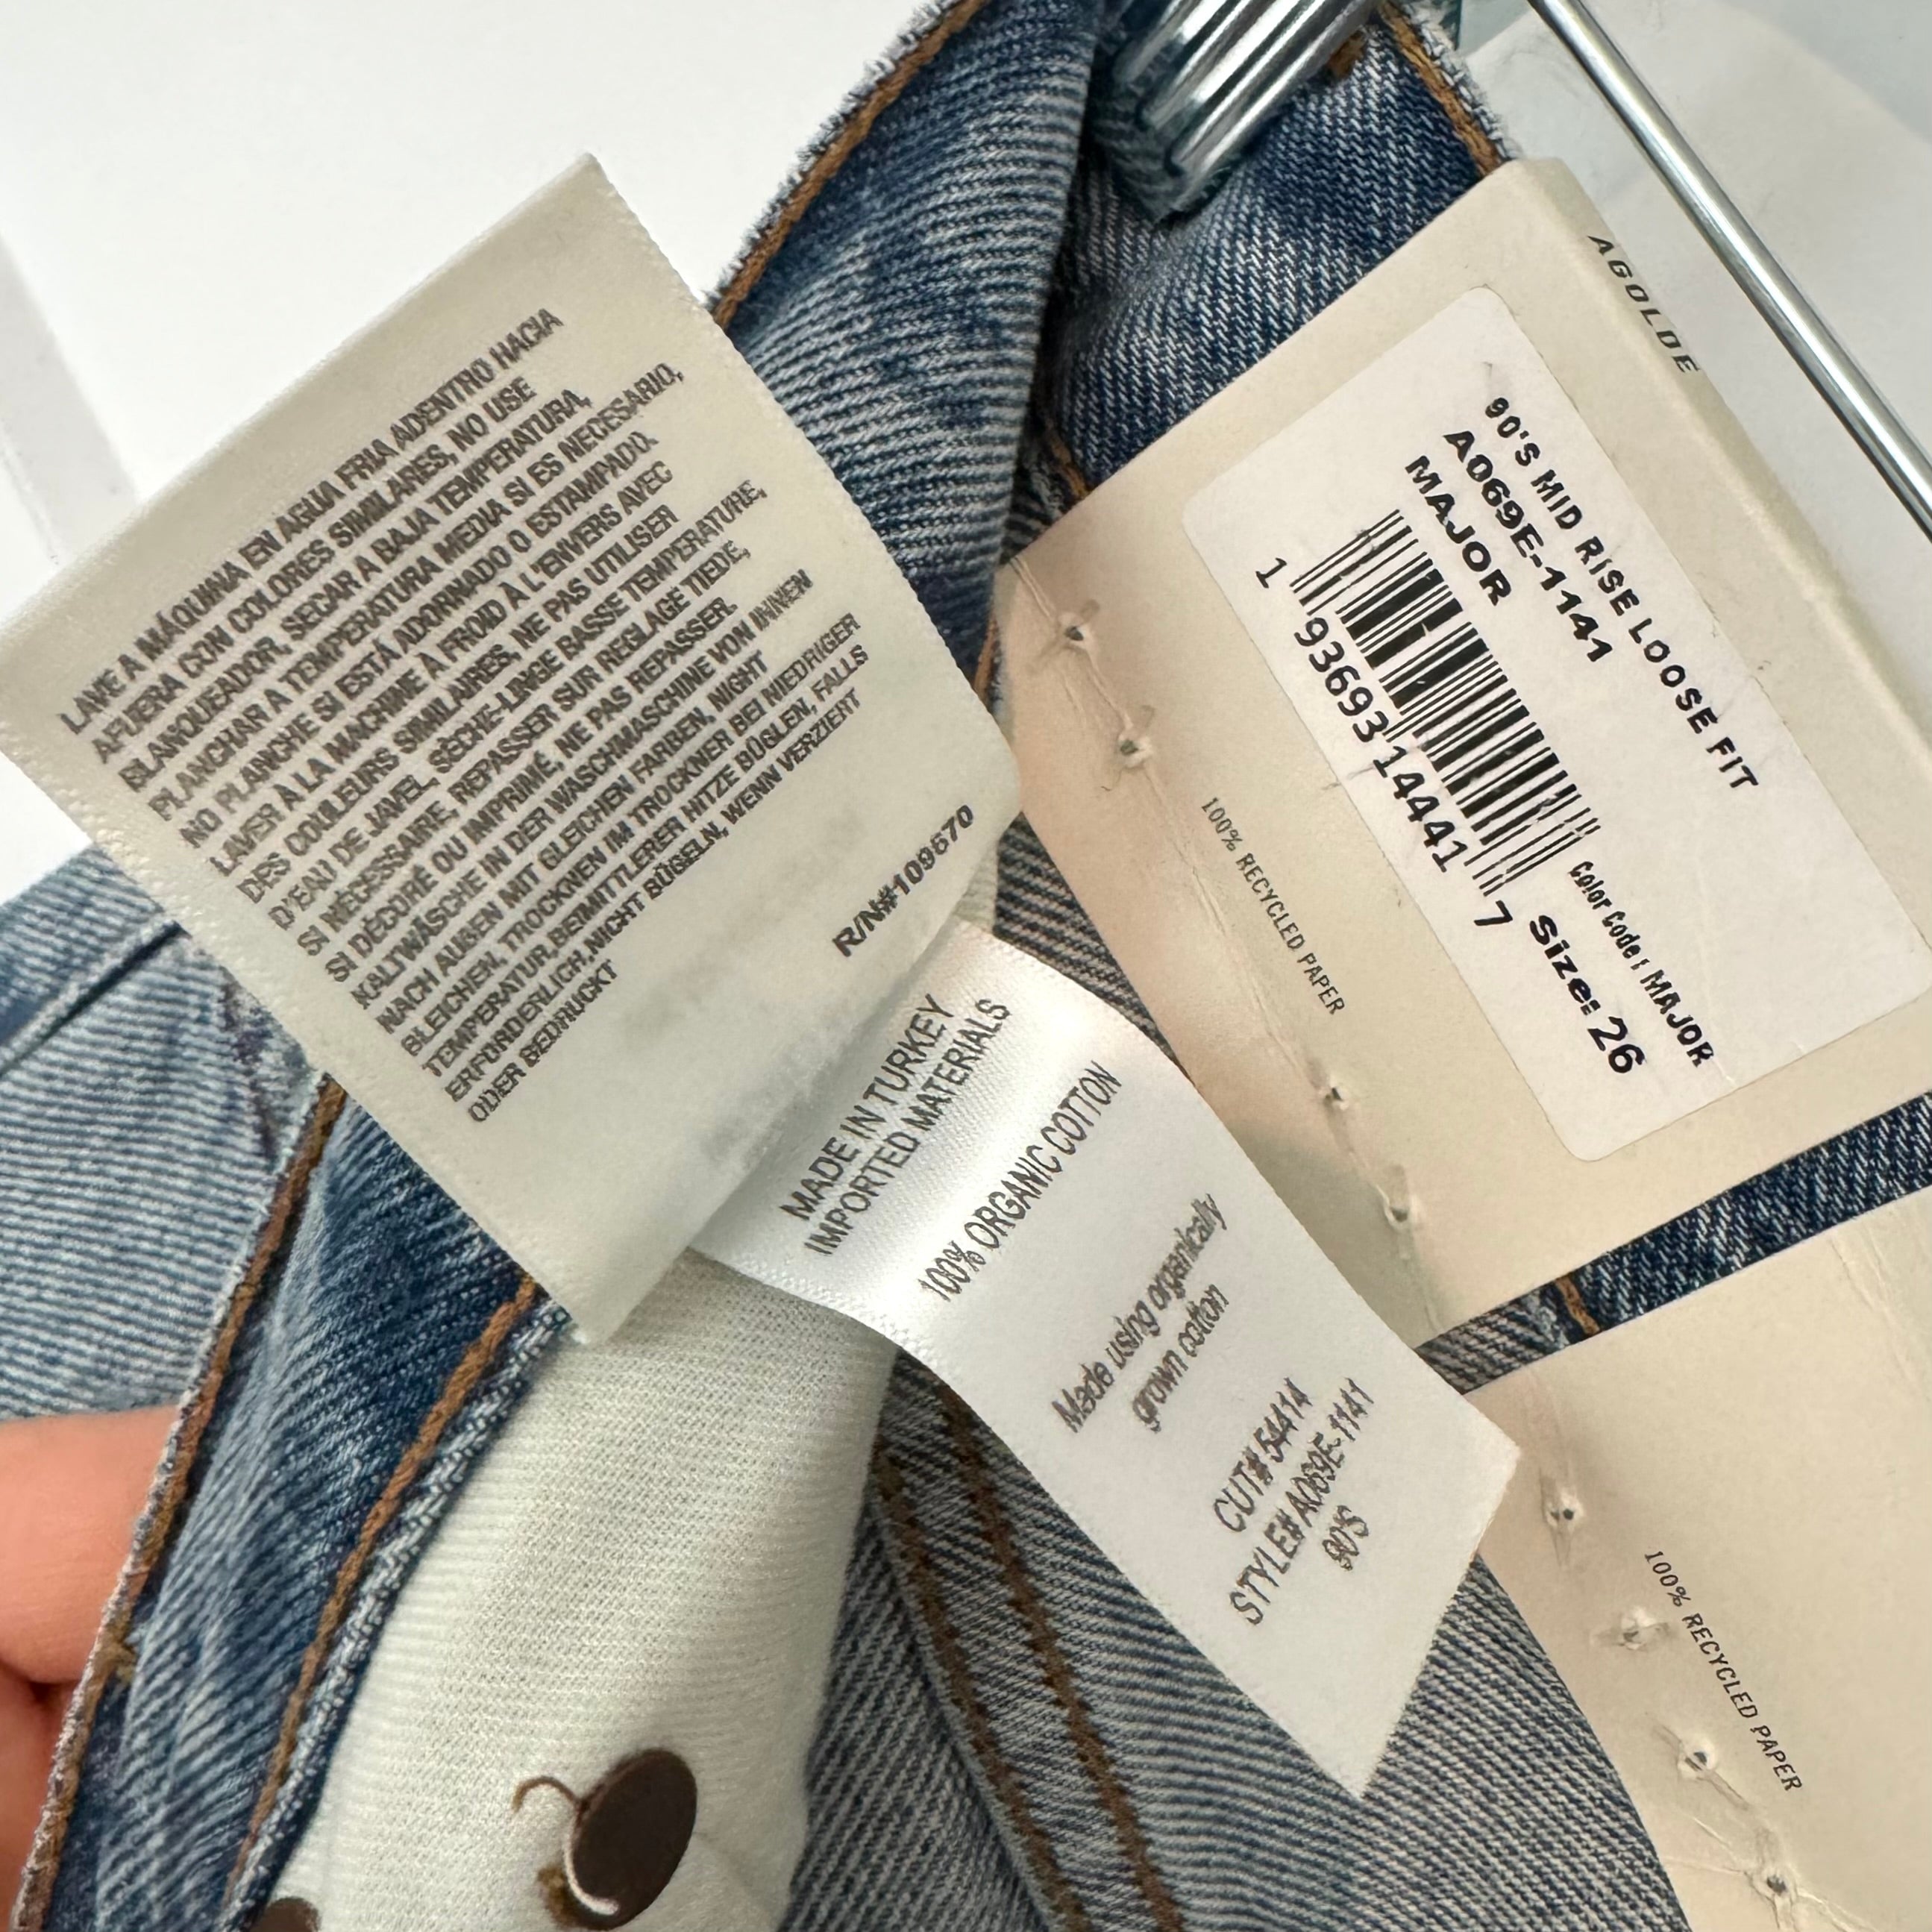 LAVE A MÁQUINA EN AGUA FRIA ADENTRO HACIA
AFUERA CON COLORES SIMILARES, NO USE
BLANQUEADOR, SECAR A BAJA TEMPERATURA,
PLANCHAR A TEMPERATURA MEDIA SI ES NECESARIO,
NO PLANCHE SI ESTÁ ADORNADO O ESTAMPADO.
LAVER À LA MACHINE À FROID À L'ENVERS AVEC
DES COULEURS SIMILAIRES, NE PAS UTILISER
D'EAU DE JAVEL, SÈCHE-LINGE BASSE TEMPERATURE,
SI NÉCESSAIRE, REPASSER SUR REGLAGE TIEDE,
SI DÉCORÉ OU IMPRIMÉ, NE PAS REPASSER.
KALTWÄSCHE IN DER WASCHMASCHINE VON INNEN
NACH AUßEN MIT GLEICHEN FARBEN, NIGHT
BLEICHEN, TROCKNEN IM TROCKNER BEI NIEDRIGER
TEMPERATUR,BEI MITTLERER HITZE BÜGLEN, FALLS
ERFORDERLICH,NICHT BÜGELN, WENN VERZIERT
ODER BEDRUCKT
R/N#109670
MADE IN TURKEY
IMPORTED MATERIALS
100% ORGANIC COTTON
Made using organically
grown cotton
CUT# 54414
STYLE# A069E-1141
90'S
AGOLDE
90'S MID RISE LOOSE FIT
A069E-1141
MAJOR
1 93693 14441 7
Color Code: MAJOR
Size: 26
100% RECYCLED PAPER
100% RECYCLED PAPER